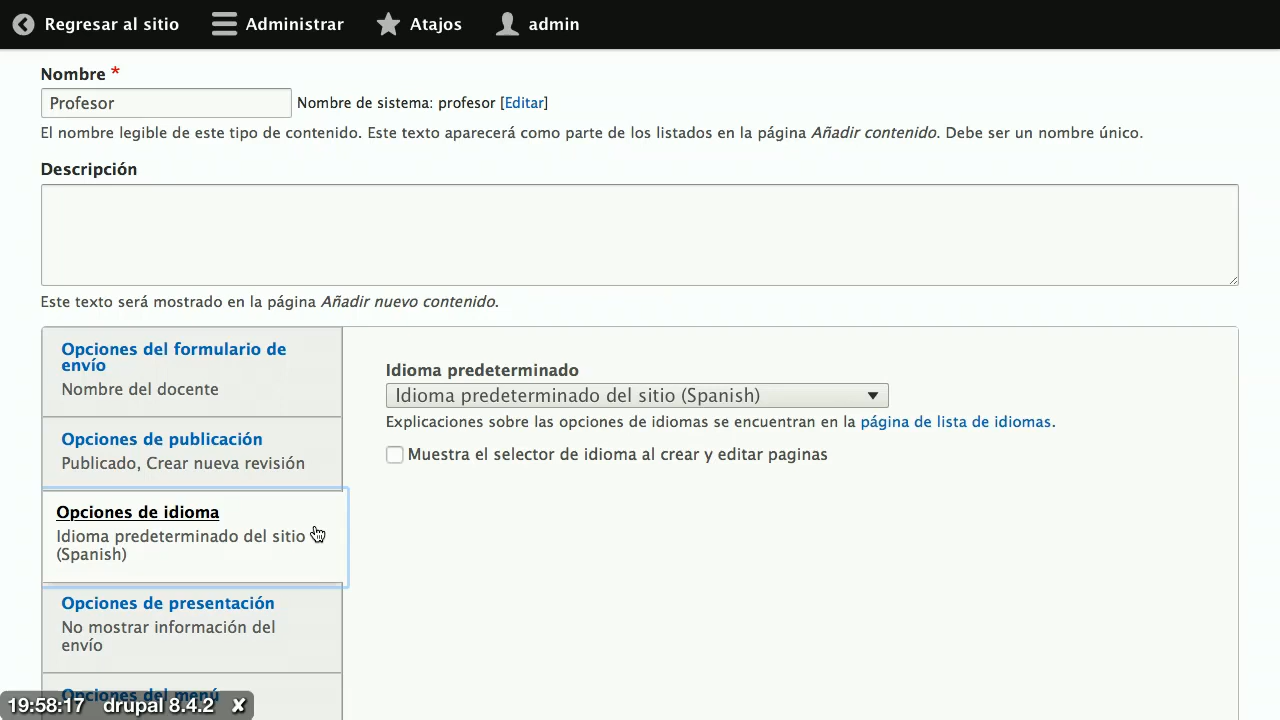 Regresar al sitio Administrar Atajos admin
Nombre *
Profesor Nombre de sistema: profesor [Editar]
El nombre legible de este tipo de contenido. Este texto aparecerá como parte de los listados en la página Añadir contenido. Debe ser un nombre único.
Descripción
Este texto será mostrado en la página Añadir nuevo contenido.
Opciones del formulario de
envío
Nombre del docente
Opciones de publicación
Publicado, Crear nueva revisión
Opciones de idioma
Idioma predeterminado del sitio
(Spanish)
Opciones de presentación
No mostrar información del
envío
Opciones del menú
Idioma predeterminado
Idioma predeterminado del sitio (Spanish)
Explicaciones sobre las opciones de idiomas se encuentran en la página de lista de idiomas.
Muestra el selector de idioma al crear y editar paginas
19:58:17 drupal 8.4.2 ✘